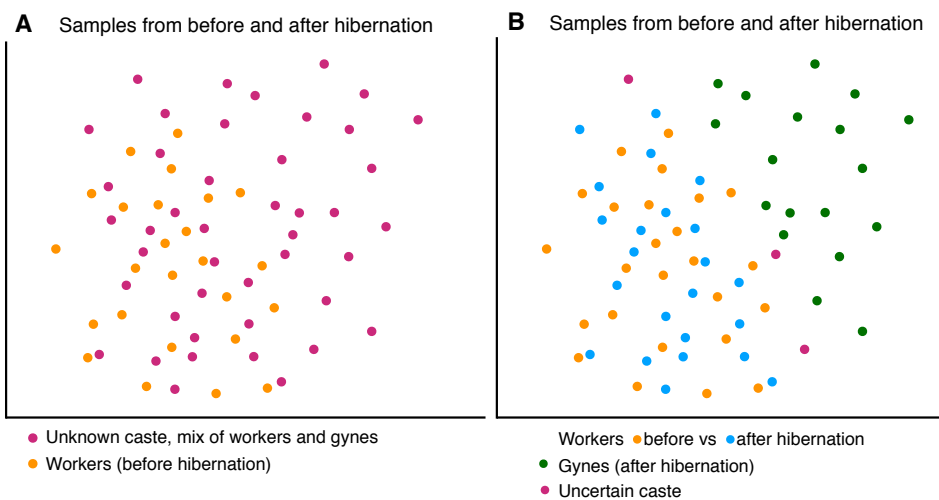 A Samples from before and after hibernation
Unknown caste, mix of workers and gynes
Workers (before hibernation)
B Samples from before and after hibernation
Workers before vs after hibernation
Gynes (after hibernation)
Uncertain caste